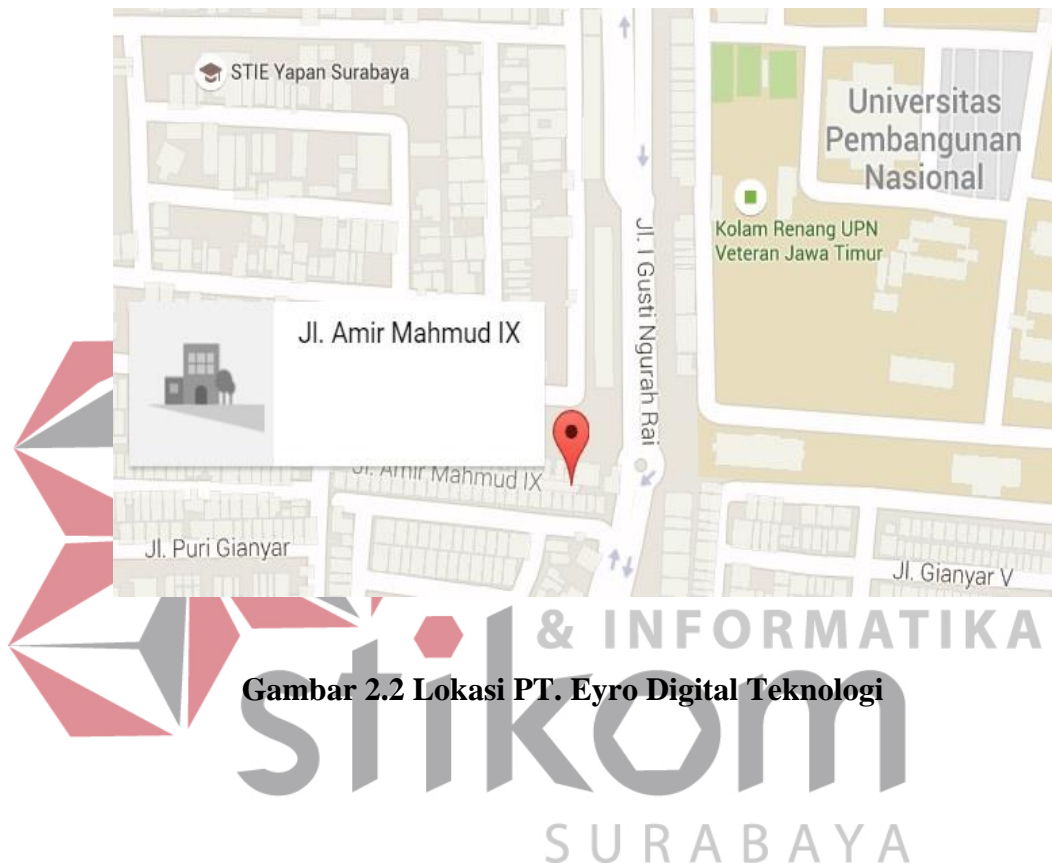 STIE Yapan Surabaya
Universitas
Pembangunan
Nasional
Kolam Renang UPN
Veteran Jawa Timur
Jl. I Gusti Ngurah Rai
Jl. Amir Mahmud IX
Jl. Amir Mahmud IX
Jl. Puri Gianyar
Jl. Gianyar V
& INFORMATIKA
Gambar 2.2 Lokasi PT. Eyro Digital Teknologi
stikom
SURABAYA